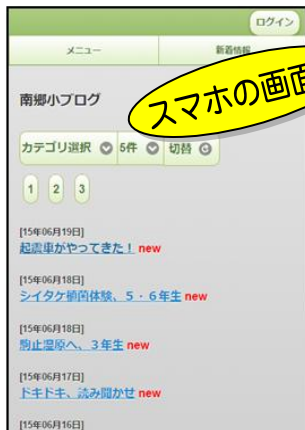 ログイン
メニュー
新着情報
スマホの画面
南郷小ブログ
カテゴリ選択 5件 切替
1 2 3
[15年06月19日]
起震車がやってきた！ new
[15年06月18日]
シイタケ植菌体験、５・６年生 new
[15年06月18日]
駒止湿原へ、３年生 new
[15年06月17日]
ドキドキ、読み聞かせ new
[15年06月16日]